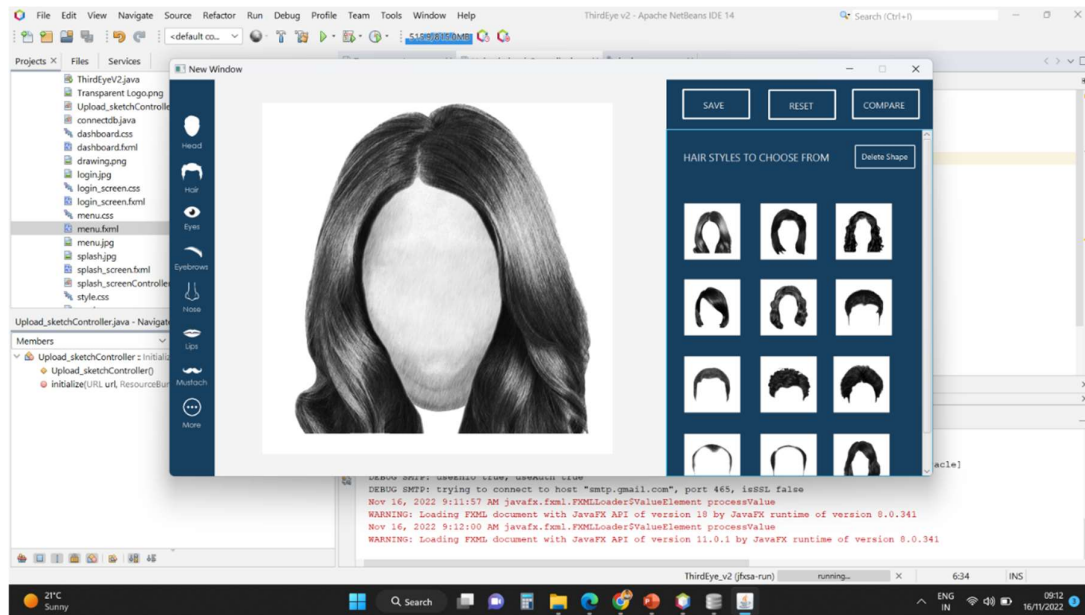 File Edit View Navigate Source Refactor Run Debug Profile Team Tools Window Help
ThirdEye v2 - Apache NetBeans IDE 14
Search (Ctrl+I)
<default co...
Projects
Files
Services
ThirdEyeV2.java
Transparent Logo.png
Upload_sketchControlle
connectdb.java
dashboard.css
dashboard.fxml
drawing.png
login.jpg
login_screen.css
login_screen.fxml
menu.css
menu.fxml
menu.jpg
splash.jpg
splash_screen.fxml
splash_screenController
style.css
Upload_sketchController.java - Navigat
Members
Upload_sketchController :: Initializ
Upload_sketchController()
initialize(URL url, ResourceBun
New Window
Head
Hair
Eyes
Eyebrows
Nose
Lips
Mustach
More
SAVE
RESET
COMPARE
HAIR STYLES TO CHOOSE FROM
Delete Shape
acle]
DEBUG SMTP: trying to connect to host "smtp.gmail.com", port 465, isSSL false
Nov 16, 2022 9:11:57 AM javafx.fxml.FXMLLoader$ValueElement processValue
WARNING: Loading FXML document with JavaFX API of version 18 by JavaFX runtime of version 8.0.341
Nov 16, 2022 9:12:00 AM javafx.fxml.FXMLLoader$ValueElement processValue
WARNING: Loading FXML document with JavaFX API of version 11.0.1 by JavaFX runtime of version 8.0.341
ThirdEye_v2 (jfxsa-run)
running...
6:34
INS
21°C
Sunny
Search
ENG
IN
09:12
16/11/2022